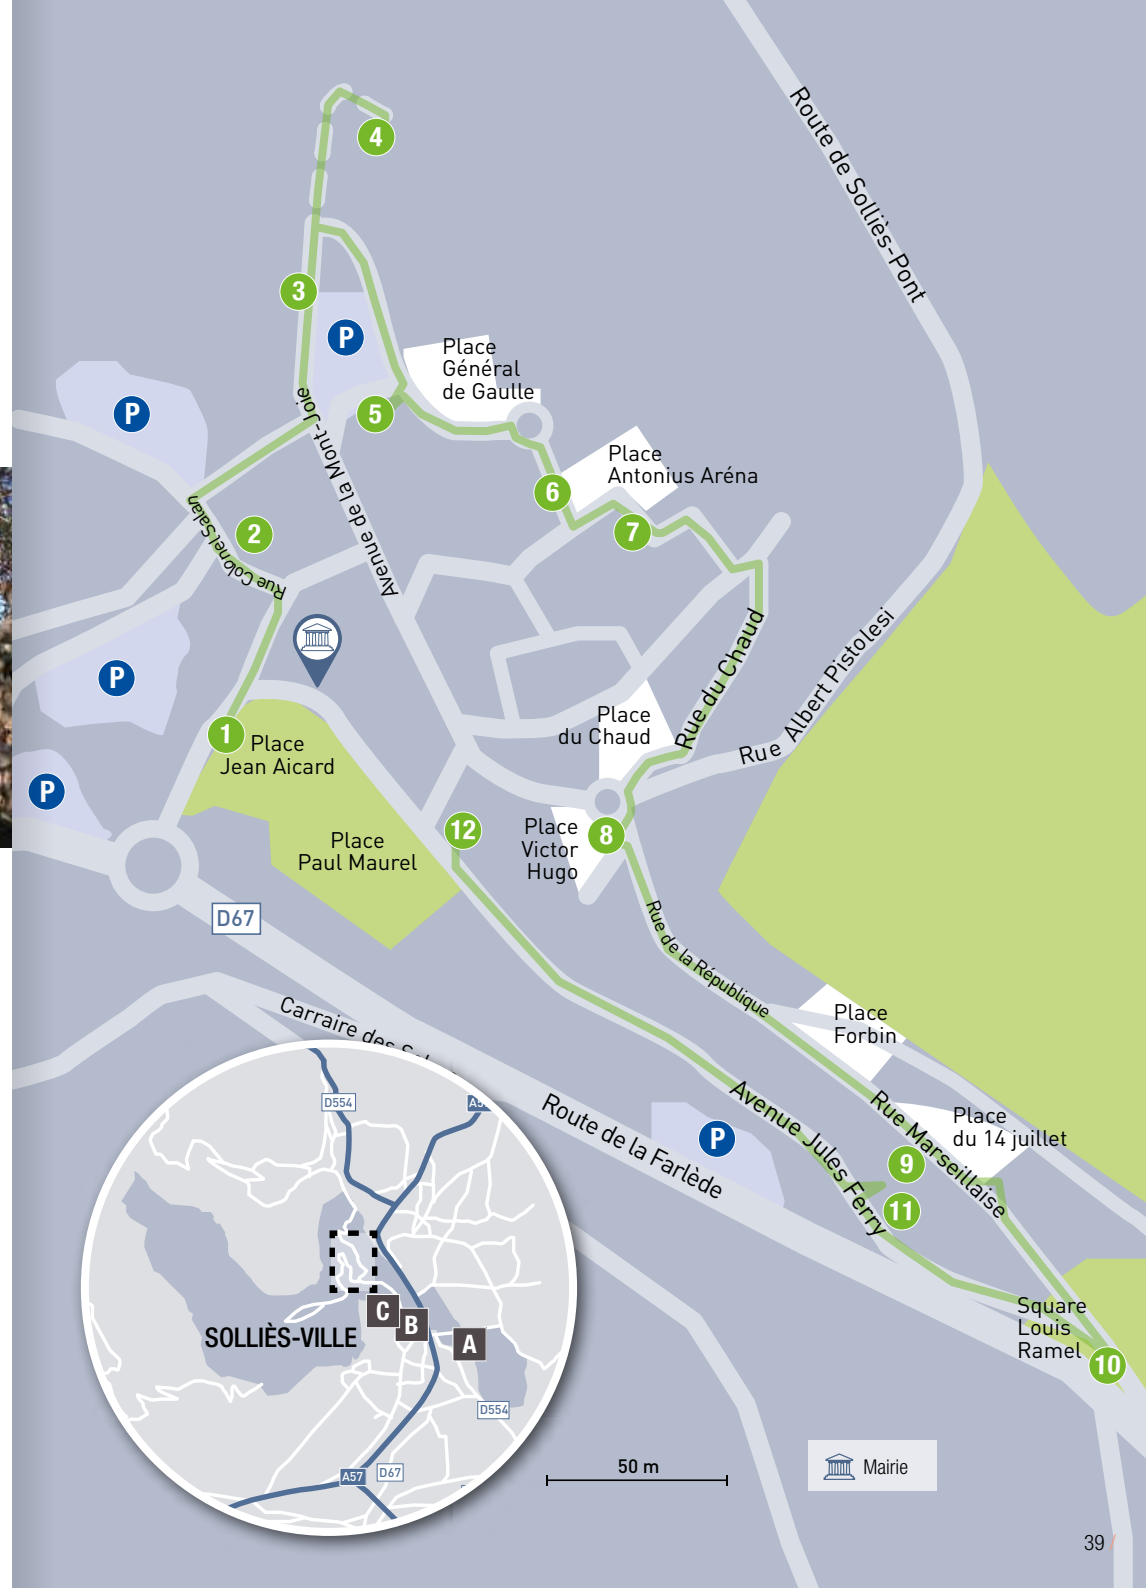 4
Route de Solliès-Pont
3
P
Place
Général
de Gaulle
P
5
Avenue de la Mont-Joie
Place
Antonius Aréna
6
7
2
Rue Colonel Salan
Rue du Chaud
Rue Albert Pistolesi
P
1
Place
Jean Aicard
Place
du Chaud
P
12
Place
Victor
Hugo
8
Place
Paul Maurel
D67
Rue de la République
Carraire des
Place
Forbin
Route de la Farlède
P
Avenue Jules Ferry
Rue Marseillaise
Place
du 14 juillet
9
11
D554
SOLLIÈS-VILLE
C
B
A
D554
A57
D67
Square
Louis
Ramel
10
50 m
Mairie
39 /